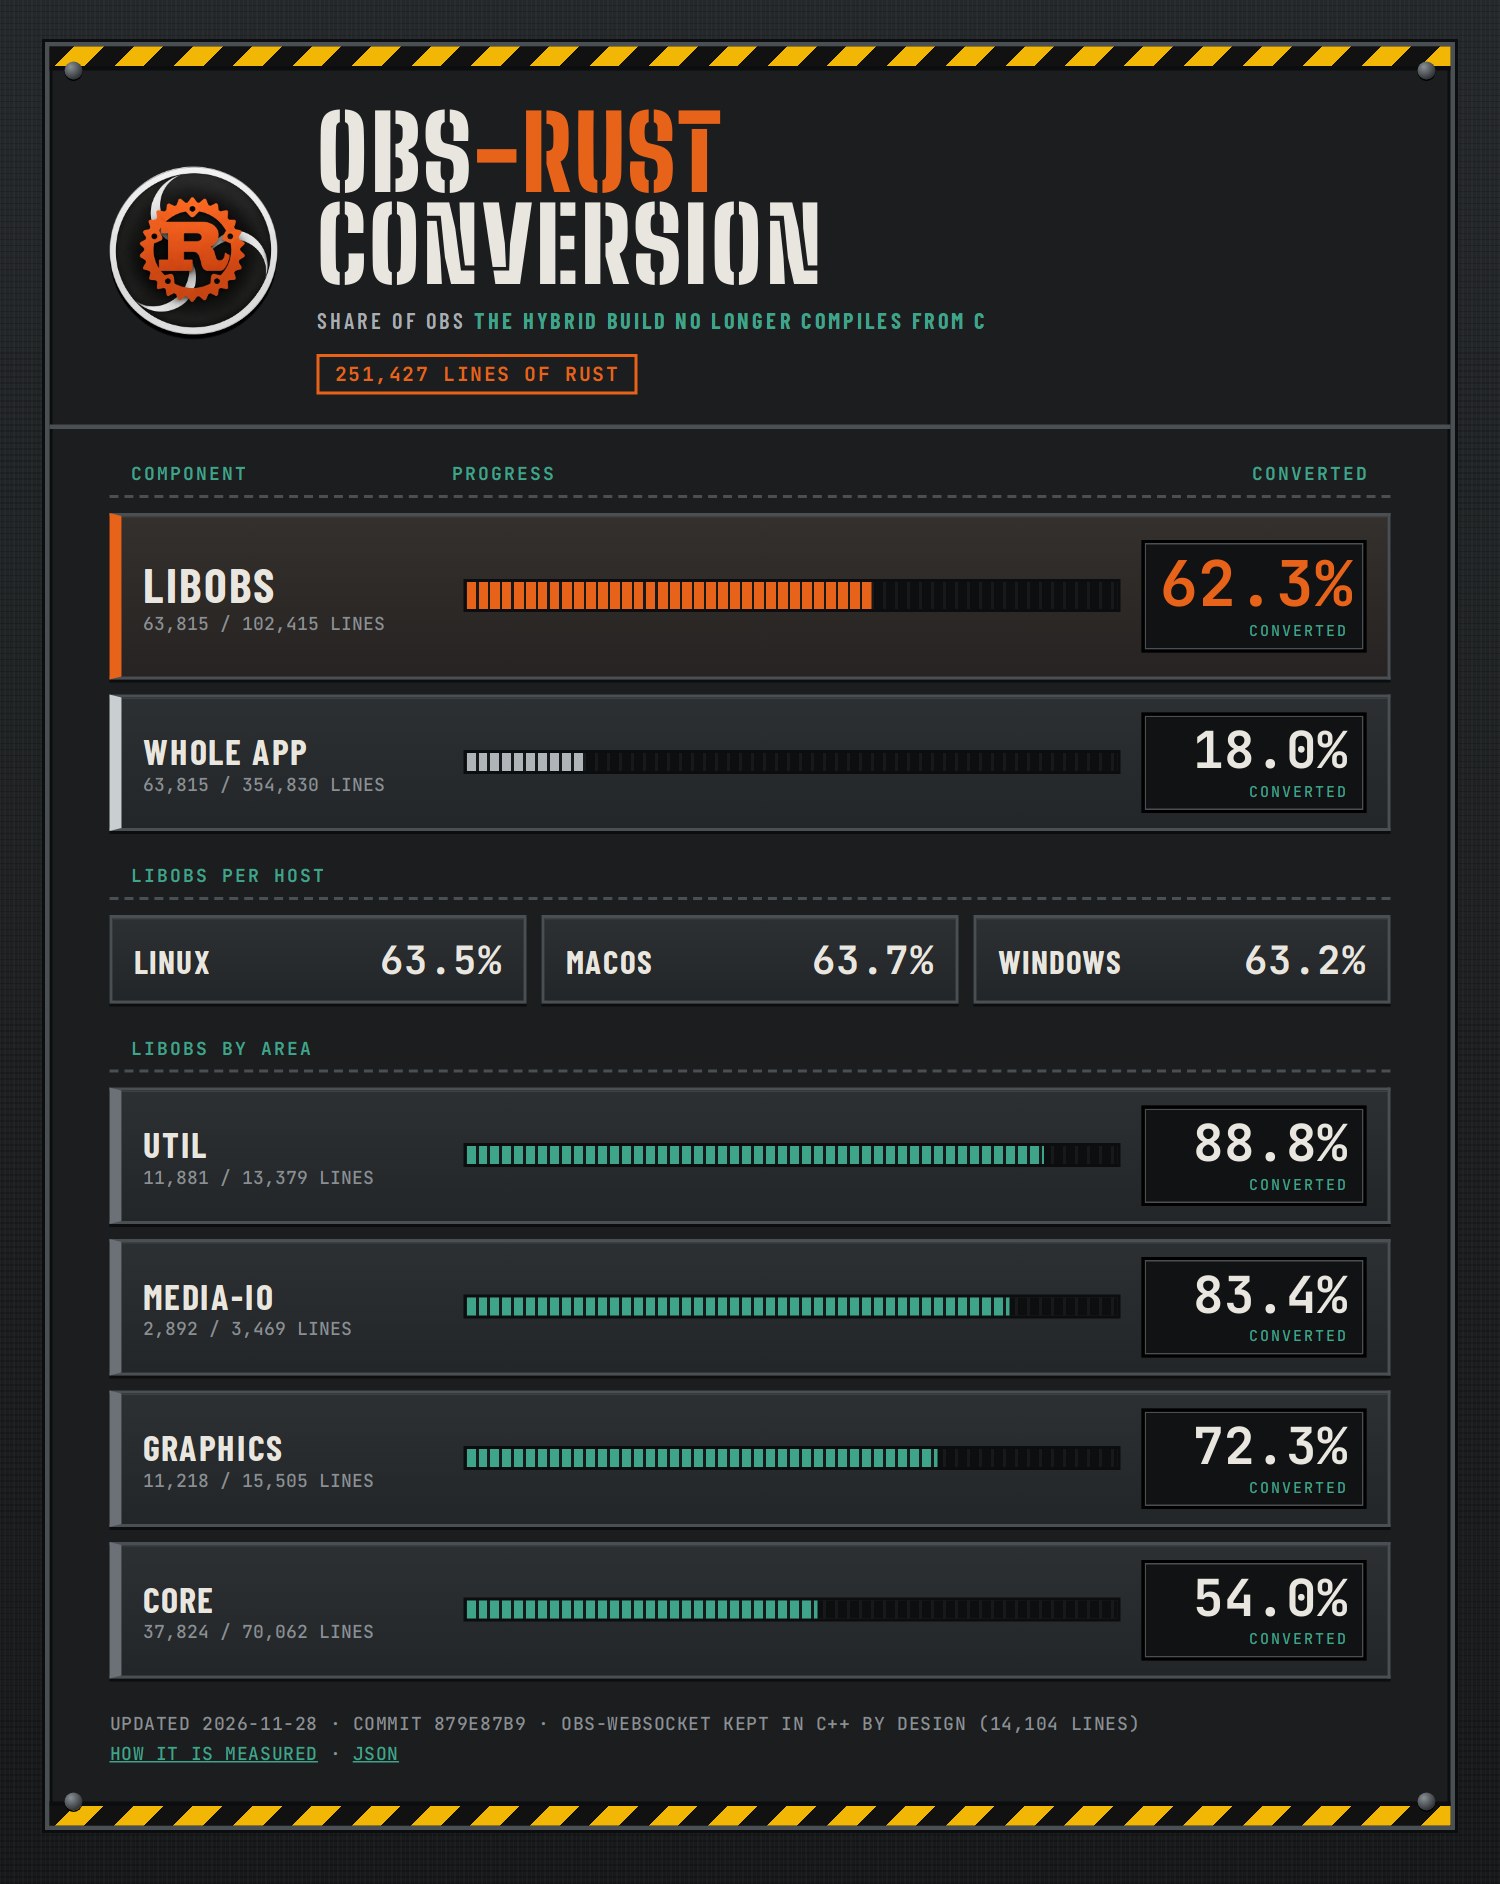 OBS-RUST
CONVERSION
SHARE OF OBS THE HYBRID BUILD NO LONGER COMPILES FROM C
251,427 LINES OF RUST
COMPONENT PROGRESS CONVERTED
LIBOBS
63,815 / 102,415 LINES
62.3%
CONVERTED
WHOLE APP
63,815 / 354,830 LINES
18.0%
CONVERTED
LIBOBS PER HOST
LINUX 63.5%
MACOS 63.7%
WINDOWS 63.2%
LIBOBS BY AREA
UTIL
11,881 / 13,379 LINES
88.8%
CONVERTED
MEDIA-IO
2,892 / 3,469 LINES
83.4%
CONVERTED
GRAPHICS
11,218 / 15,505 LINES
72.3%
CONVERTED
CORE
37,824 / 70,062 LINES
54.0%
CONVERTED
UPDATED 2026-11-28 · COMMIT 879E87B9 · OBS-WEBSOCKET KEPT IN C++ BY DESIGN (14,104 LINES)
HOW IT IS MEASURED · JSON